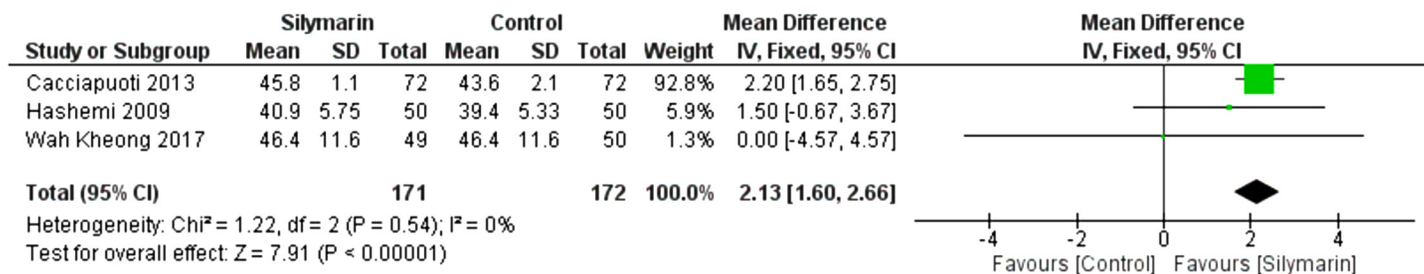 Silymarin Control Mean Difference Mean Difference
Study or Subgroup Mean SD Total Mean SD Total Weight IV, Fixed, 95% CI IV, Fixed, 95% CI
Cacciapuoti 2013 45.8 1.1 72 43.6 2.1 72 92.8% 2.20 [1.65, 2.75]
Hashemi 2009 40.9 5.75 50 39.4 5.33 50 5.9% 1.50 [-0.67, 3.67]
Wah Kheong 2017 46.4 11.6 49 46.4 11.6 50 1.3% 0.00 [-4.57, 4.57]
Total (95% CI) 171 172 100.0% 2.13 [1.60, 2.66]
Heterogeneity: Chi² = 1.22, df = 2 (P = 0.54); I² = 0%
Test for overall effect: Z = 7.91 (P < 0.00001)
-4 -2 0 2 4
Favours [Control] Favours [Silymarin]